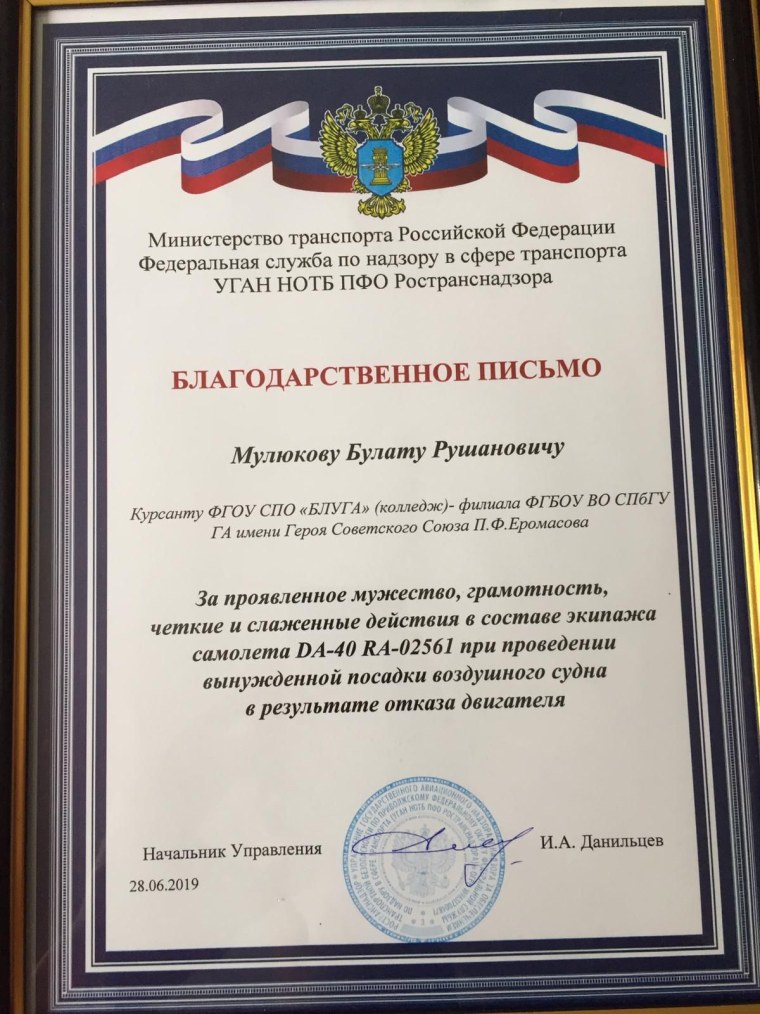 Министерство транспорта Российской Федерации
Федеральная служба по надзору в сфере транспорта
УГАН НОТБ ПФО Ространснадзора
БЛАГОДАРСТВЕННОЕ ПИСЬМО
Мулюкову Булату Рушановичу
Курсанту ФГОУ СПО «БЛУГА» (колледж)- филиала ФГБОУ ВО СПбГУ
ГА имени Героя Советского Союза П.Ф.Еромасова
За проявленное мужество, грамотность,
четкие и слаженные действия в составе экипажа
самолета DA-40 RA-02561 при проведении
вынужденной посадки воздушного судна
в результате отказа двигателя
Начальник Управления
И.А. Данильцев
28.06.2019